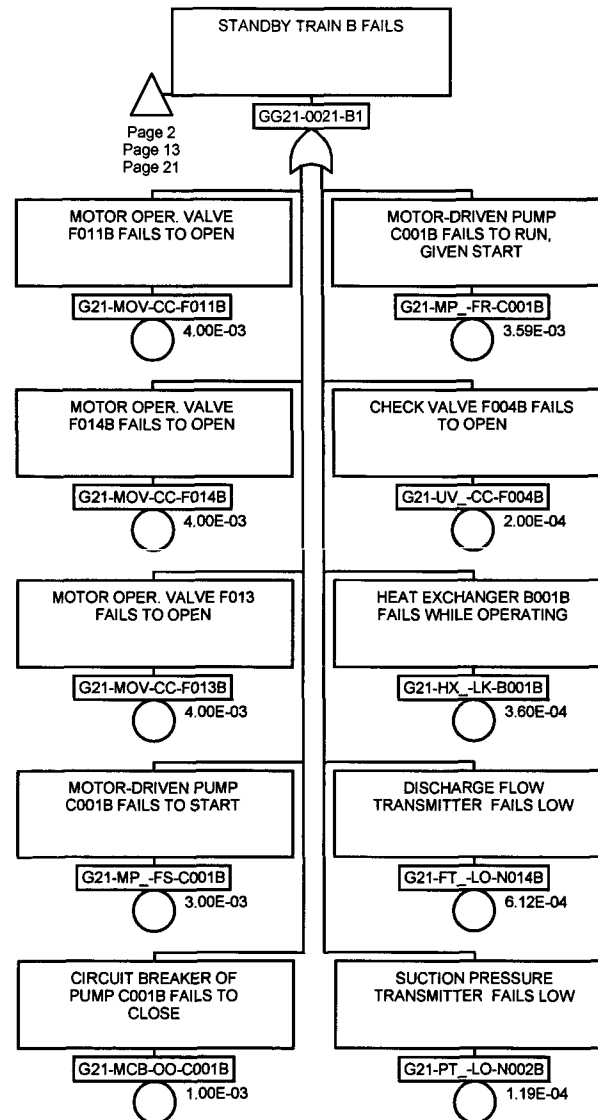 STANDBY TRAIN B FAILS
Page 2
Page 13
Page 21
GG21-0021-B1
MOTOR OPER. VALVE
F011B FAILS TO OPEN
G21-MOV-CC-F011B
4.00E-03
MOTOR-DRIVEN PUMP
C001B FAILS TO RUN,
GIVEN START
G21-MP_-FR-C001B
3.59E-03
MOTOR OPER. VALVE
F014B FAILS TO OPEN
G21-MOV-CC-F014B
4.00E-03
CHECK VALVE F004B FAILS
TO OPEN
G21-UV_-CC-F004B
2.00E-04
MOTOR OPER. VALVE F013
FAILS TO OPEN
G21-MOV-CC-F013B
4.00E-03
HEAT EXCHANGER B001B
FAILS WHILE OPERATING
G21-HX_-LK-B001B
3.60E-04
MOTOR-DRIVEN PUMP
C001B FAILS TO START
G21-MP_-FS-C001B
3.00E-03
DISCHARGE FLOW
TRANSMITTER FAILS LOW
G21-FT_-LO-N014B
6.12E-04
CIRCUIT BREAKER OF
PUMP C001B FAILS TO
CLOSE
G21-MCB-OO-C001B
1.00E-03
SUCTION PRESSURE
TRANSMITTER FAILS LOW
G21-PT_-LO-N002B
1.19E-04